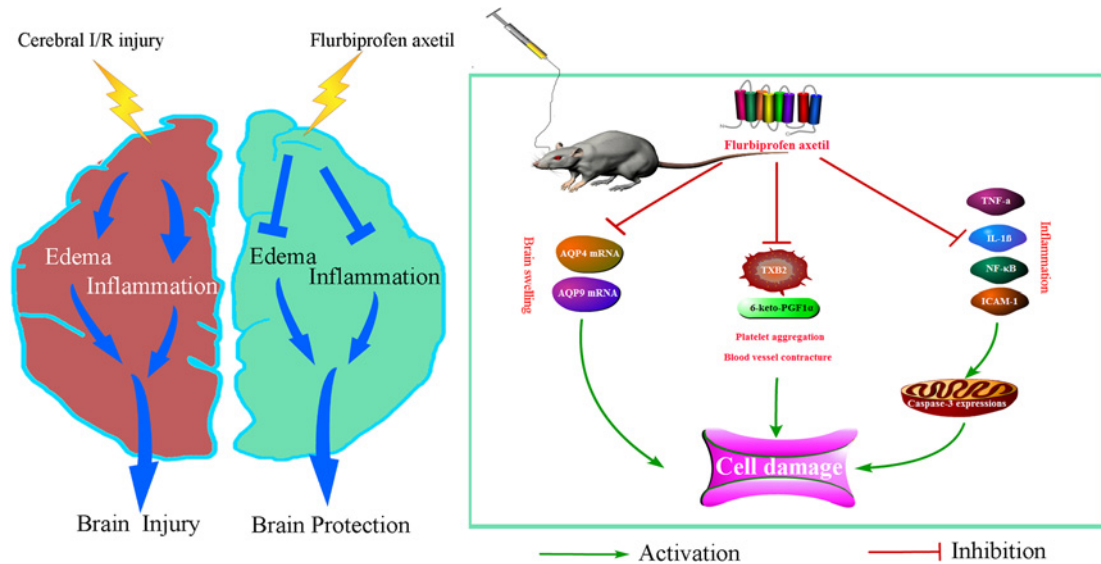 Cerebral I/R injury
Flurbiprofen axetil
Edema
Inflammation
Brain Injury
Edema
Inflammation
Brain Protection
Flurbiprofen axetil
Brain swelling
AQP4 mRNA
AQP9 mRNA
TXB2
6-keto-PGF1α
Platelet aggregation
Blood vessel contracture
TNF-a
IL-1β
NF-κB
ICAM-1
Inflammation
Caspase-3 expressions
Cell damage
Activation
Inhibition